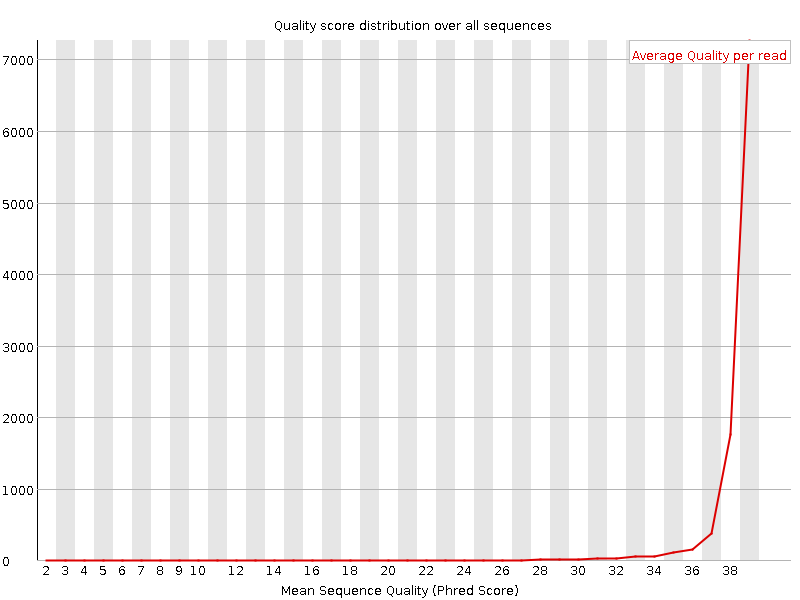 Quality score distribution over all sequences
Average Quality per read
7000
6000
5000
4000
3000
2000
1000
0
2 3 4 5 6 7 8 9 10 12 14 16 18 20 22 24 26 28 30 32 34 36 38
Mean Sequence Quality (Phred Score)